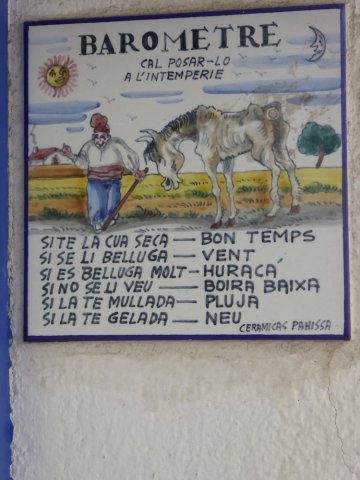 BAROMETRE
CAL POSAR-LO
A L'INTEMPERIE
SI TE LA CUA SECA — BON TEMPS
SI SE LI BELLUGA — VENT
SI ES BELLUGA MOLT - HURACÁ
SI NO SE LI VEU — BOIRA BAIXA
SI LA TE MULLADA — PLUJA
SI LA TE GELADA — NEU
CERAMICAS PAHISSA